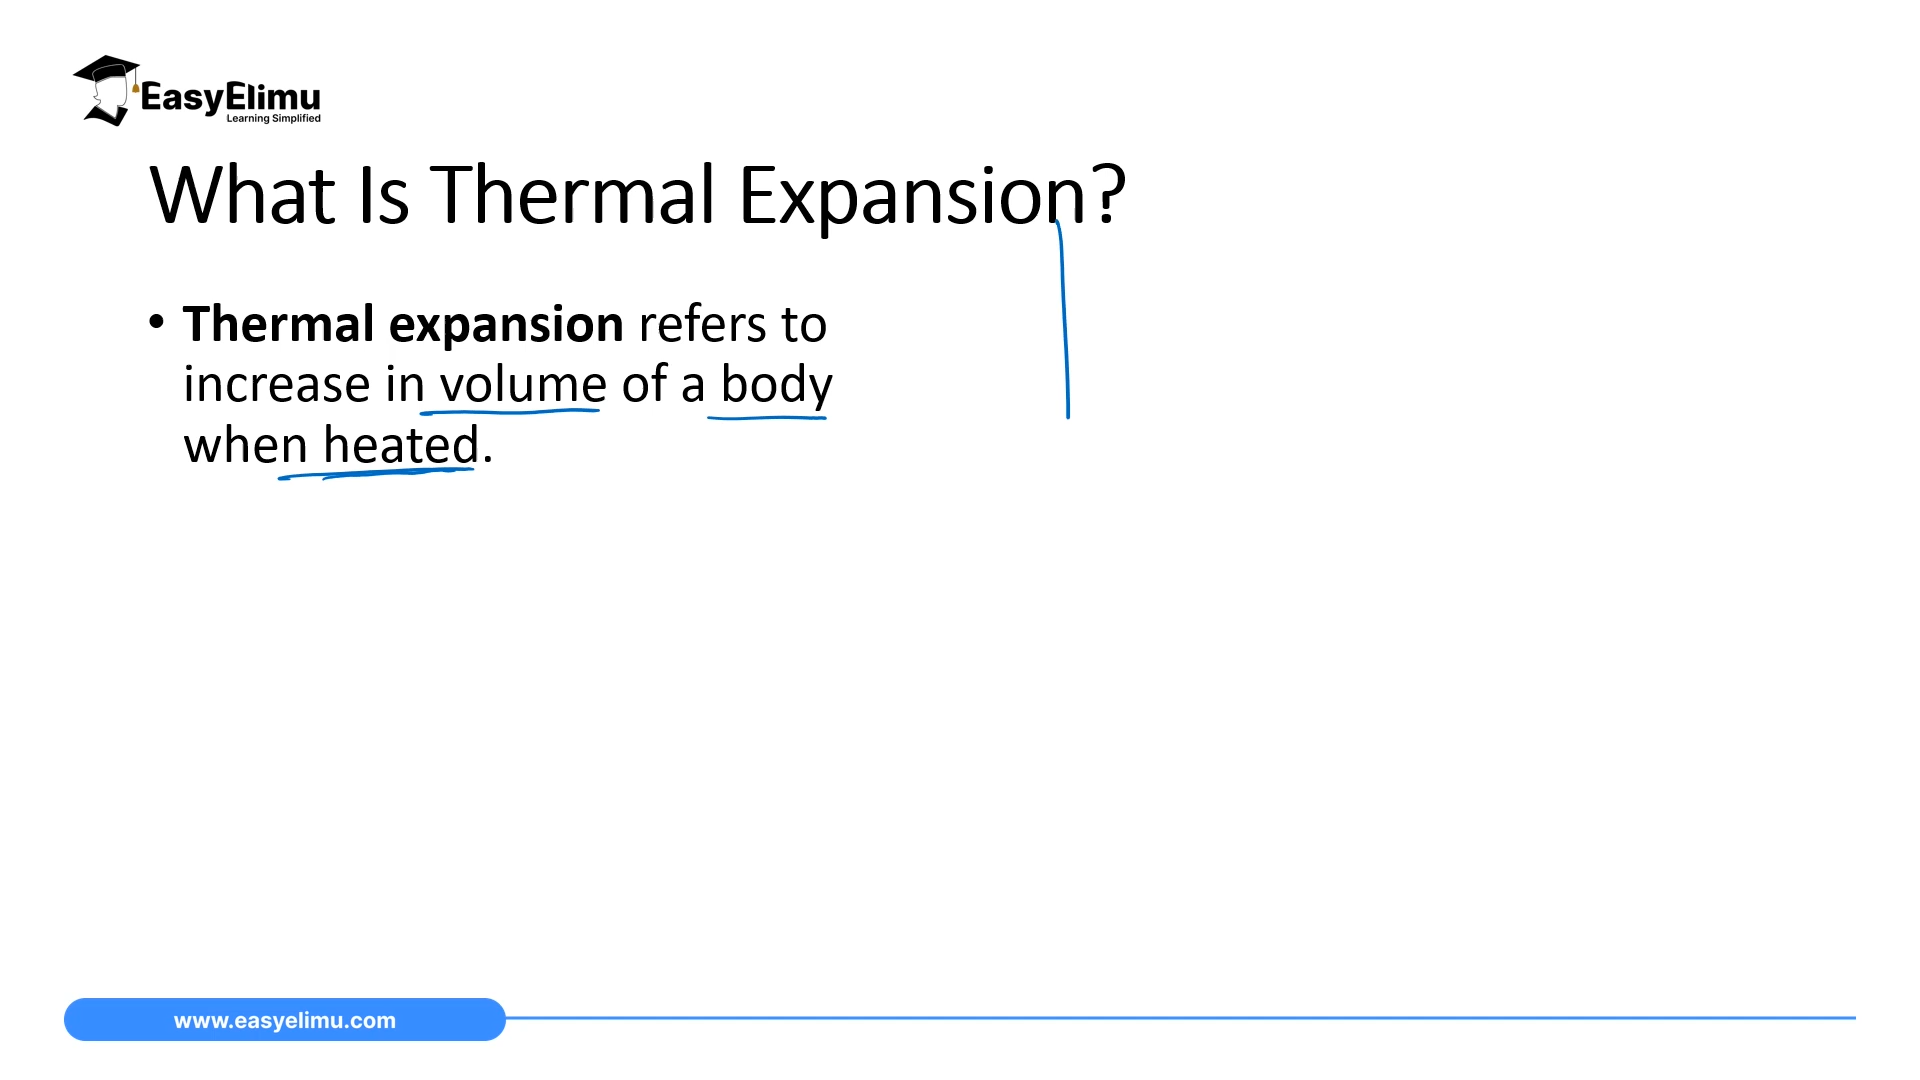 EasyElimu
Learning Simplified
What Is Thermal Expansion?
• Thermal expansion refers to
increase in volume of a body
when heated.
www.easyelimu.com